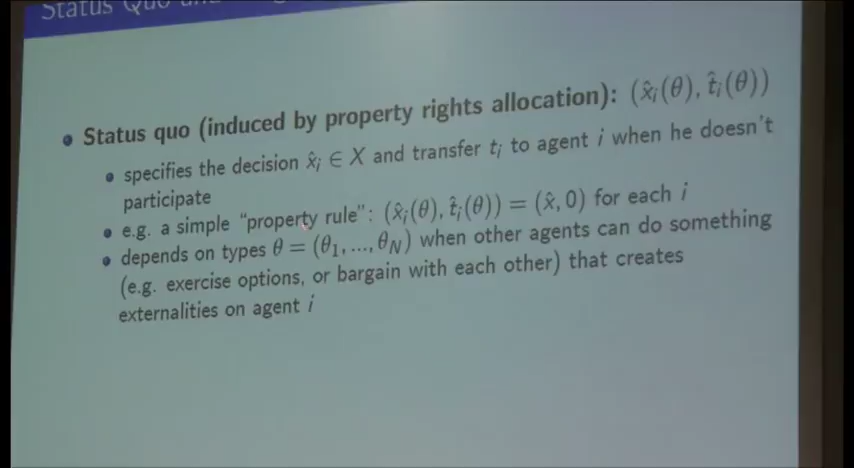 Status Quo
• Status quo (induced by property rights allocation): (x̂ᵢ(θ), t̂ᵢ(θ))
• specifies the decision x̂ᵢ ∈ X and transfer tᵢ to agent i when he doesn't
participate
• e.g. a simple "property rule": (x̂ᵢ(θ), t̂ᵢ(θ)) = (x̂, 0) for each i
• depends on types θ = (θ₁, ..., θ_N) when other agents can do something
(e.g. exercise options, or bargain with each other) that creates
externalities on agent i